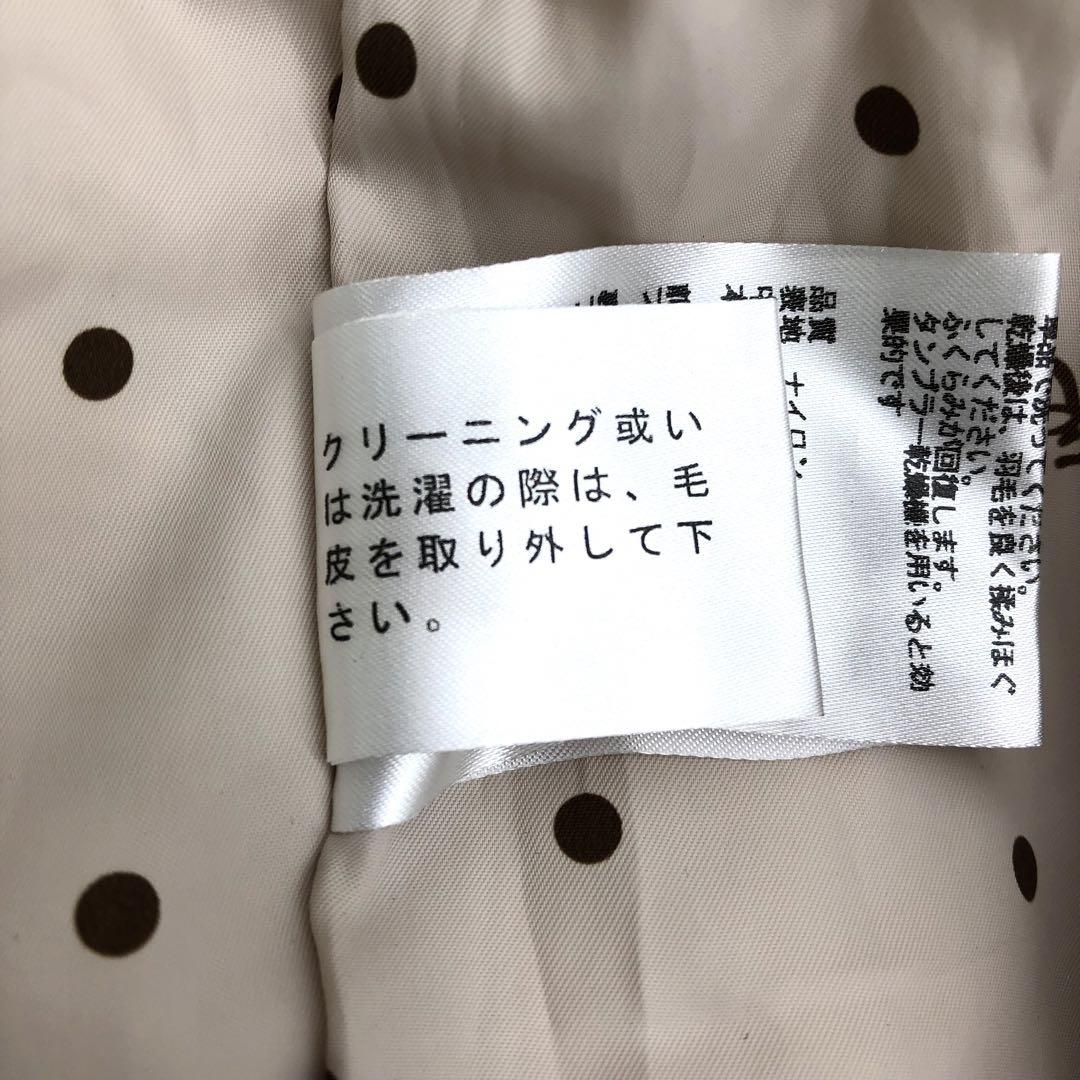 クリーニング或い
は洗濯の際は、毛
皮を取り外して下
さい。
品質
ナイロン
乾燥後は、羽毛を良く揉みほぐ
してください。
ふくらみが回復します。
タンブラー乾燥機を用いると効
果的です